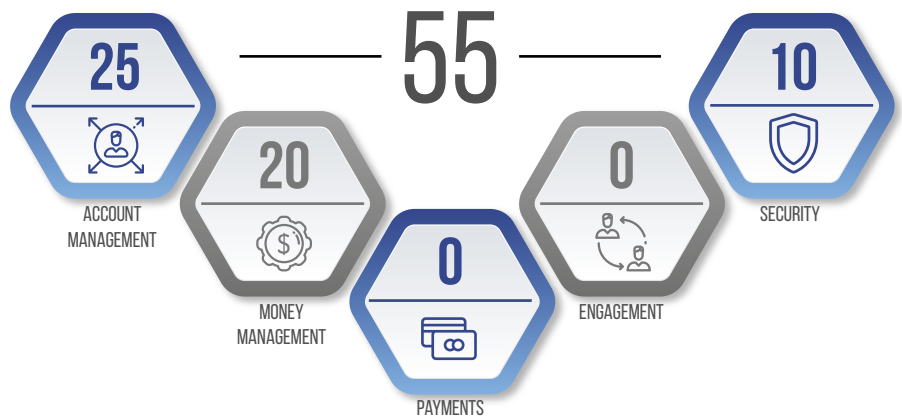 55
25
ACCOUNT
MANAGEMENT
20
$
MONEY
MANAGEMENT
0
PAYMENTS
0
ENGAGEMENT
10
SECURITY